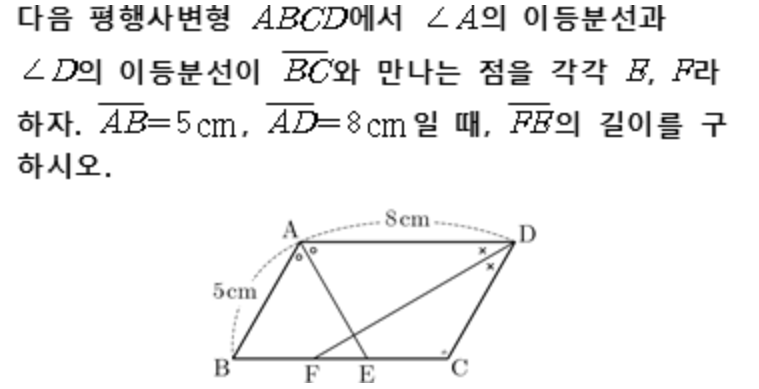 다음 평행사변형 ABCD에서 ∠A의 이등분선과
∠D의 이등분선이 BC와 만나는 점을 각각 E, F라
하자. AB=5cm, AD=8cm일 때, FE의 길이를 구
하시오.
8cm
A
D
5cm
B
F
E
C